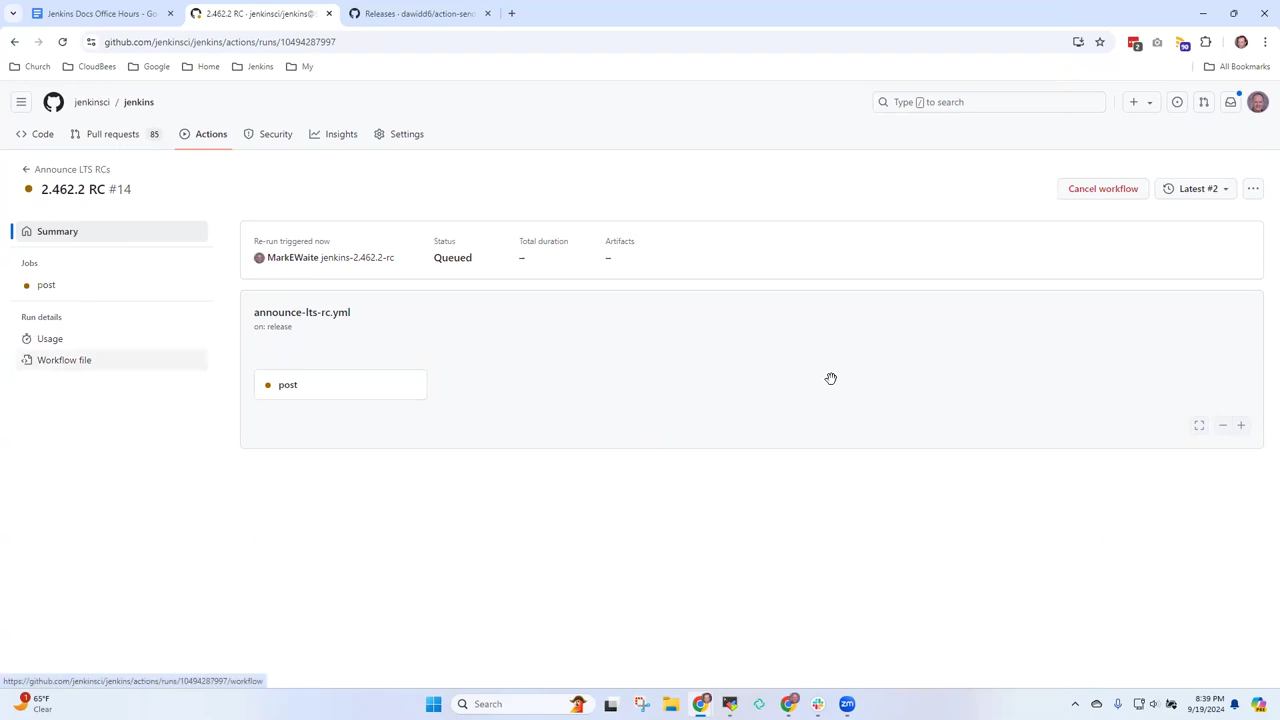 Jenkins Docs Office Hours - Go
2.462.2 RC · jenkinsci/jenkins@
Releases · dawidd6/action-send
github.com/jenkinsci/jenkins/actions/runs/10494287997
2
90
Church
CloudBees
Google
Home
Jenkins
My
All Bookmarks
jenkinsci / jenkins
Type / to search
Code
Pull requests 85
Actions
Security
Insights
Settings
Announce LTS RCs
2.462.2 RC #14
Cancel workflow
Latest #2
Summary
Jobs
post
Run details
Usage
Workflow file
Re-run triggered now
Status
Total duration
Artifacts
MarkEWaite jenkins-2.462.2-rc
Queued
–
–
announce-lts-rc.yml
on: release
post
https://github.com/jenkinsci/jenkins/actions/runs/10494287997/workflow
1
65°F
Clear
Search
zm
8:39 PM
9/19/2024